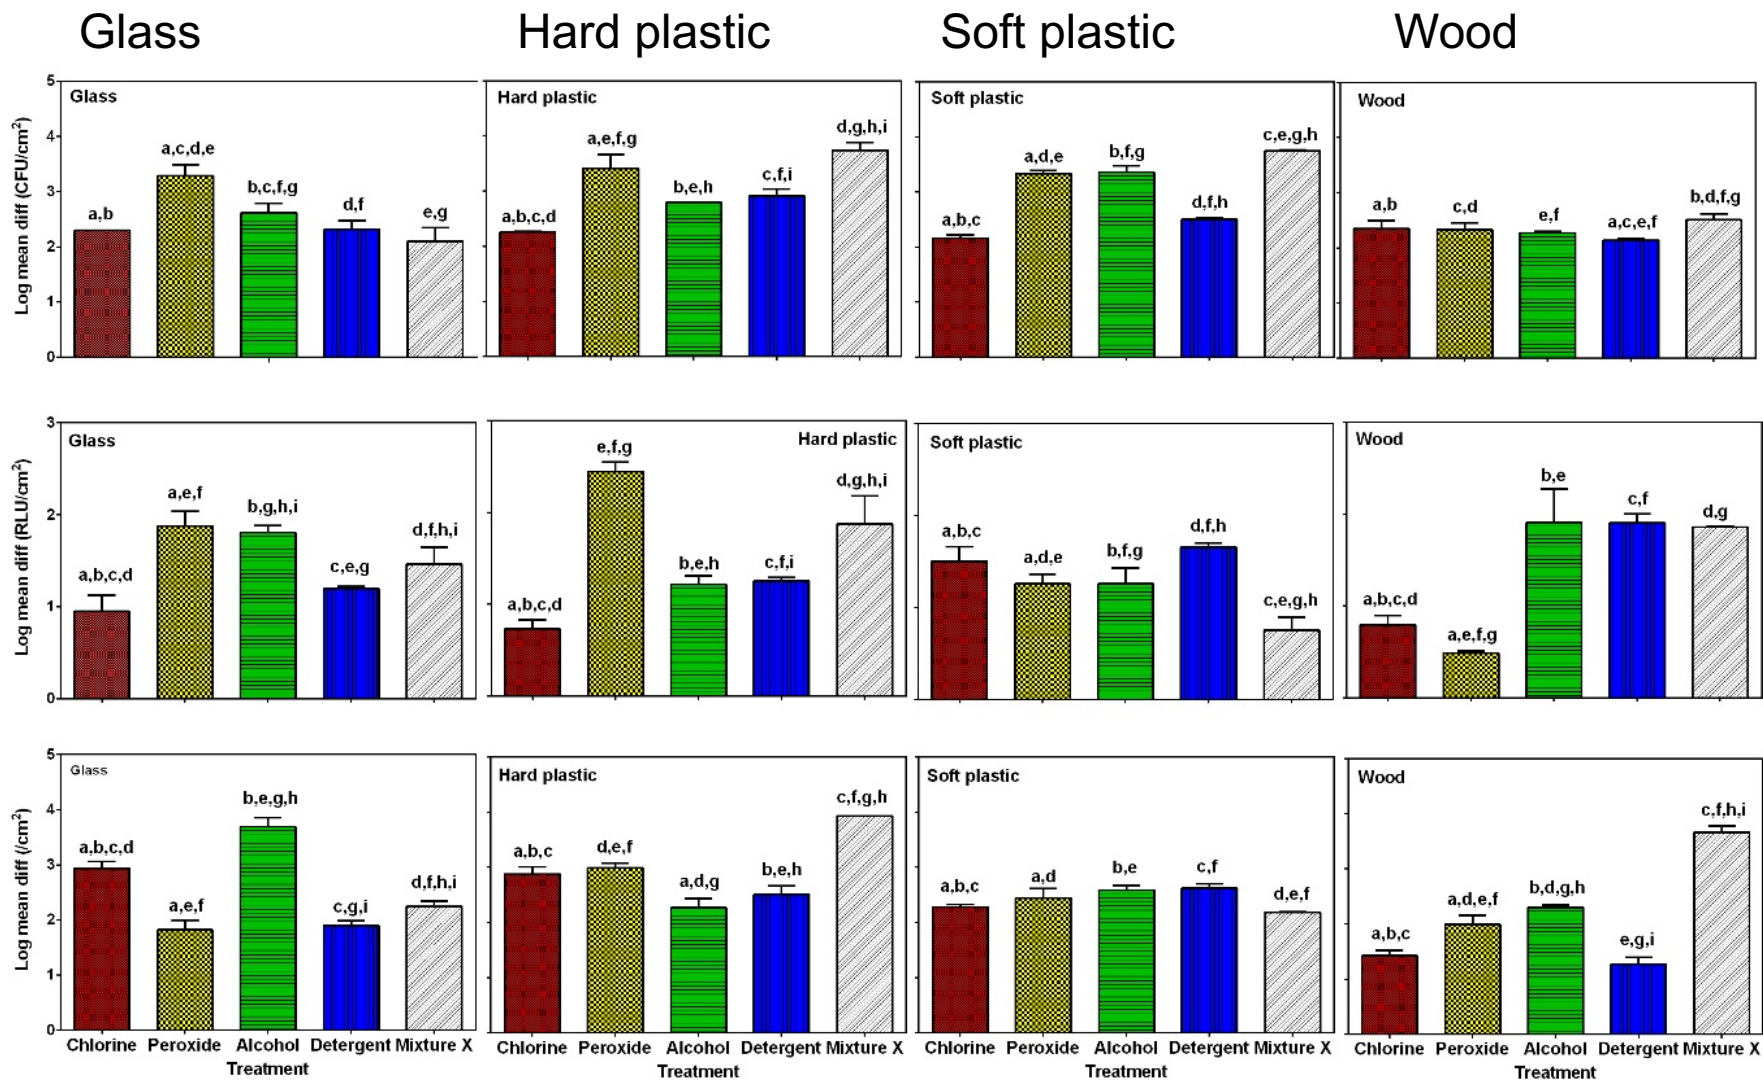 Glass Hard plastic Soft plastic Wood
Log mean diff (CFU/cm²)
5
4
3
2
1
0
Glass
a,b
a,c,d,e
b,c,f,g
d,f
e,g
Hard plastic
a,b,c,d
a,e,f,g
b,e,h
c,f,i
d,g,h,i
Soft plastic
a,b,c
a,d,e
b,f,g
d,f,h
c,e,g,h
Wood
a,b
c,d
e,f
a,c,e,f
b,d,f,g
Log mean diff (RLU/cm²)
3
2
1
0
Glass
a,b,c,d
a,e,f
b,g,h,i
c,e,g
d,f,h,i
Hard plastic
a,b,c,d
e,f,g
b,e,h
c,f,i
d,g,h,i
Soft plastic
a,b,c
a,d,e
b,f,g
d,f,h
c,e,g,h
Wood
a,b,c,d
a,e,f,g
b,e
c,f
d,g
Log mean diff (/cm²)
5
4
3
2
1
0
Glass
a,b,c,d
a,e,f
b,e,g,h
c,g,i
d,f,h,i
Chlorine Peroxide Alcohol Detergent Mixture X
Treatment
Hard plastic
a,b,c
d,e,f
a,d,g
b,e,h
c,f,g,h
Chlorine Peroxide Alcohol Detergent Mixture X
Treatment
Soft plastic
a,b,c
a,d
b,e
c,f
d,e,f
Chlorine Peroxide Alcohol Detergent Mixture X
Treatment
Wood
a,b,c
a,d,e,f
b,d,g,h
e,g,i
c,f,h,i
Chlorine Peroxide Alcohol Detergent Mixture X
Treatment